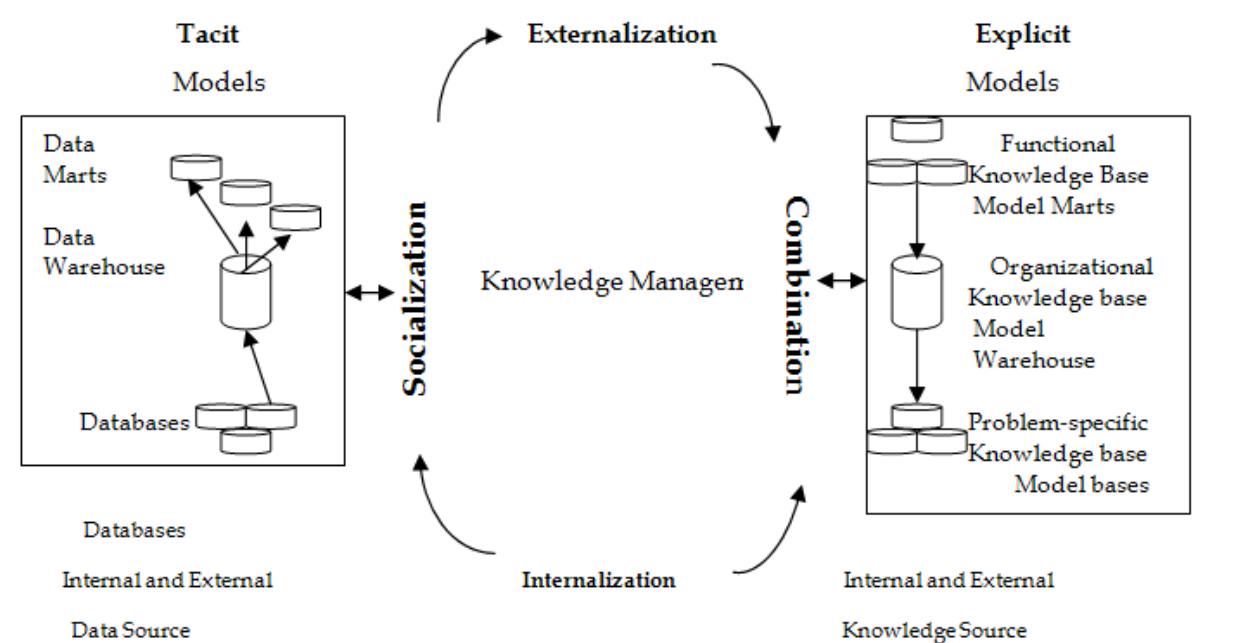 Tacit
Models
Data
Marts
Data
Warehouse
Databases
Databases
Internal and External
Data Source
Socialization
Externalization
Knowledge Managem
Internalization
Combination
Explicit
Models
Functional
Knowledge Base
Model Marts
Organizational
Knowledge base
Model
Warehouse
Problem-specific
Knowledge base
Model bases
Internal and External
Knowledge Source